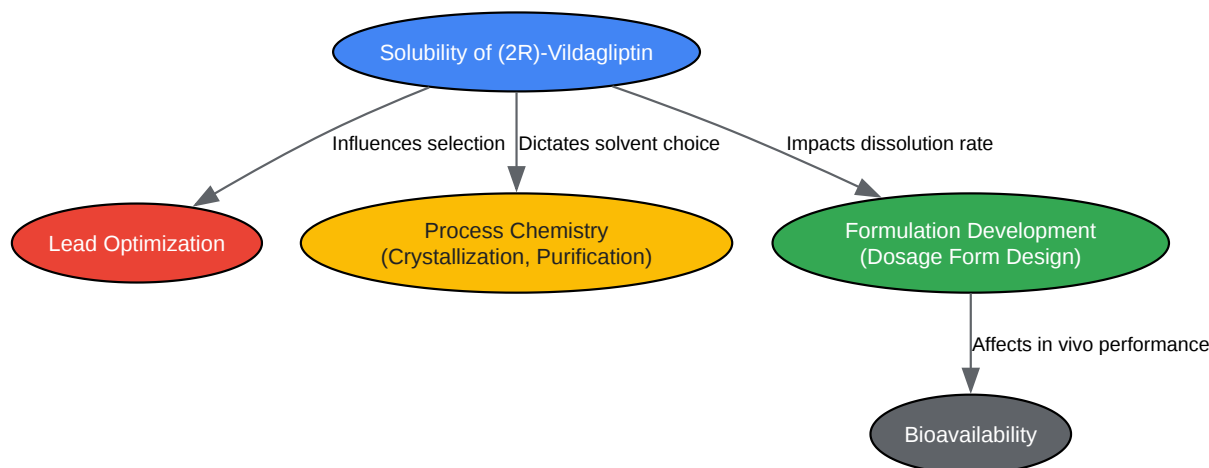 Solubility of (2R)-Vildagliptin
Influences selection
Dictates solvent choice
Impacts dissolution rate
Lead Optimization
Process Chemistry
(Crystallization, Purification)
Formulation Development
(Dosage Form Design)
Affects in vivo performance
Bioavailability